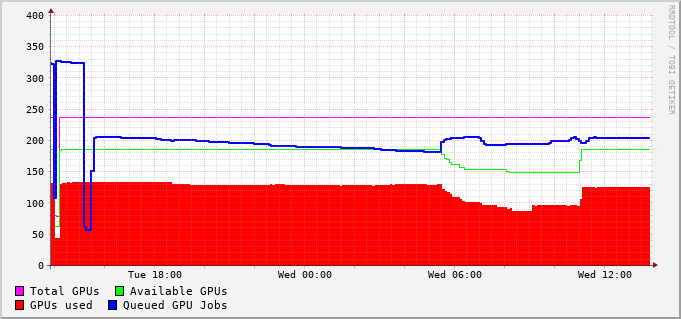 400
350
300
250
200
150
100
50
0
Tue 18:00 Wed 00:00 Wed 06:00 Wed 12:00
Total GPUs Available GPUs
GPUs used Queued GPU Jobs
RRDTOOL / TOBI OETIKER